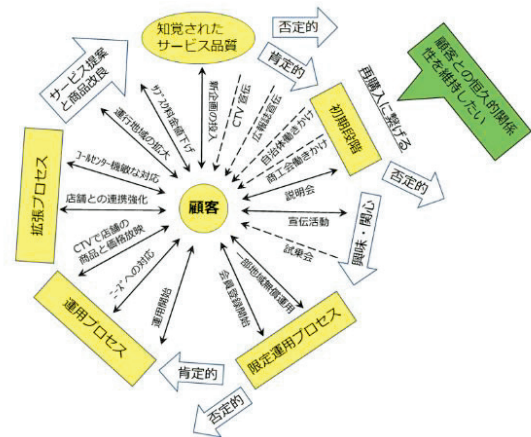 知覚された
サービス品質
否定的
肯定的
顧客との恒久的関係
性を維持したい
再購入に繋げる
初期段階
否定的
興味・関心
限定運用プロセス
否定的
肯定的
運用プロセス
拡張プロセス
サービス提案
と商品改良
顧客
新企画の投入
CTV宣伝
広報誌宣伝
自治体働きかけ
商工会働きかけ
説明会
宣伝活動
試乗会
一部地域無償運用
会員登録開始
運用開始
ニーズへの対応
CTVで店舗の
商品と価格放映
店舗との連携強化
コールセンター機敏な対応
運行地域の拡大
サブスク料金値下げ